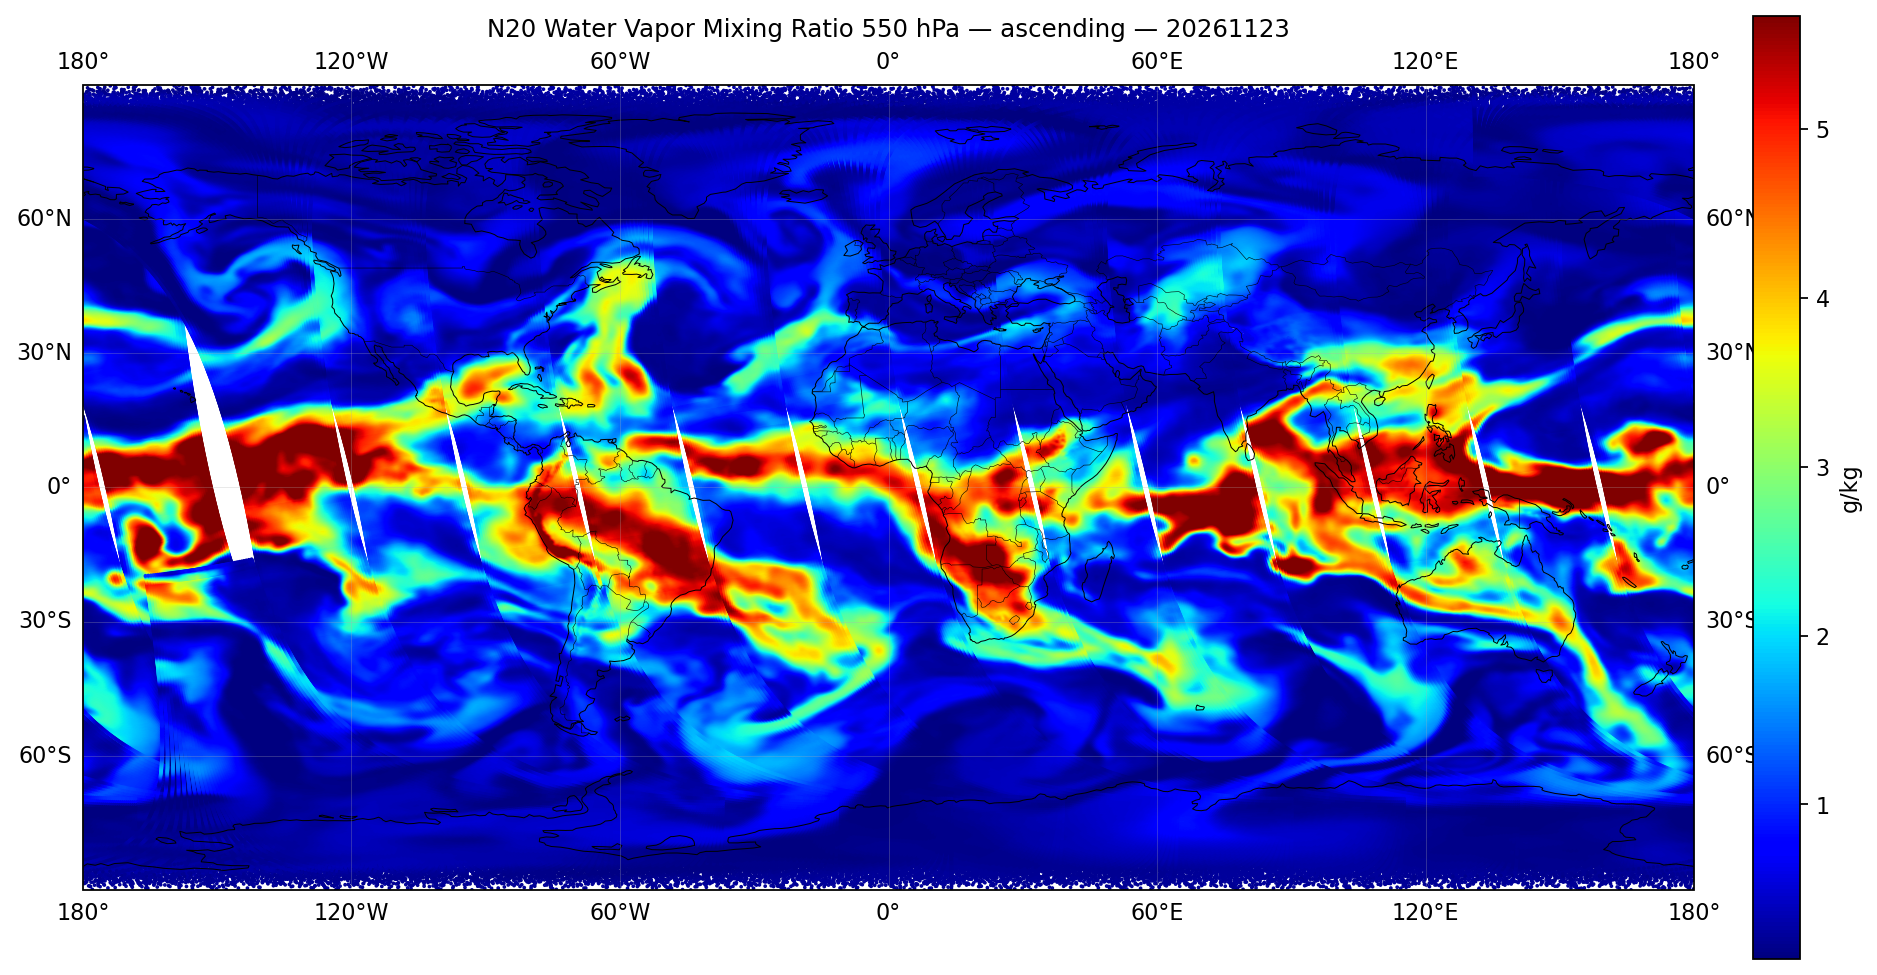 N20 Water Vapor Mixing Ratio 550 hPa — ascending — 20261123
180° 120°W 60°W 0° 60°E 120°E 180°
60°N 60°N
30°N 30°N
0° 0°
30°S 30°S
60°S 60°S
180° 120°W 60°W 0° 60°E 120°E 180°
5
4
3
2
1
g/kg